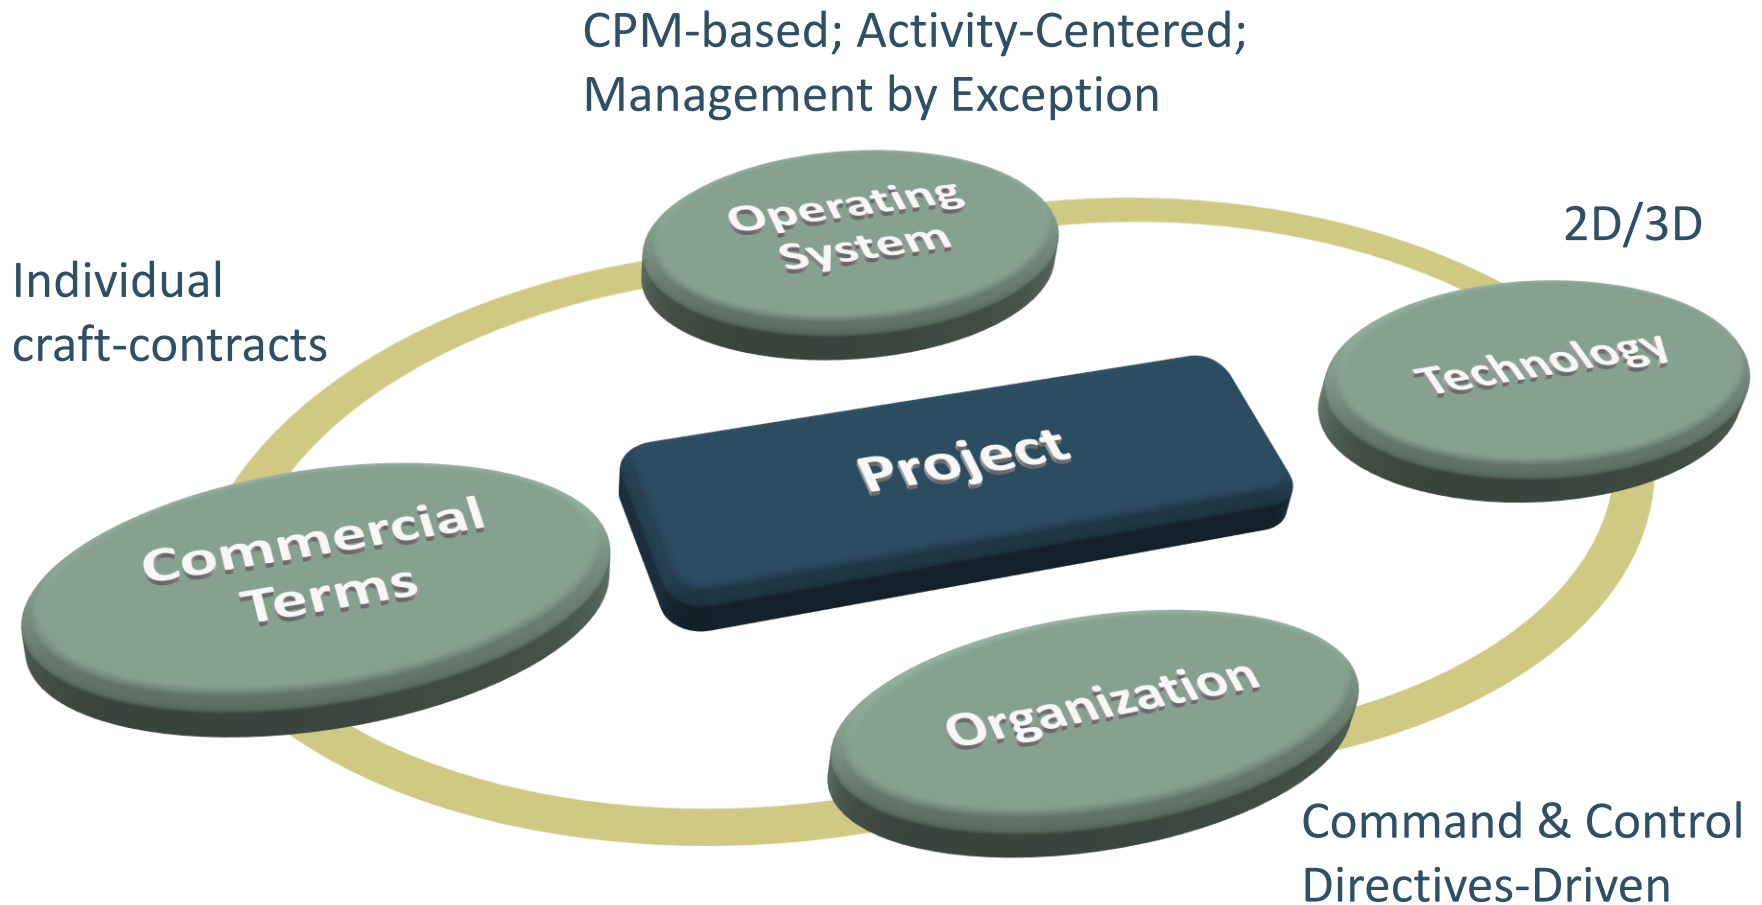 CPM-based; Activity-Centered;
Management by Exception
Operating
System
2D/3D
Individual
craft-contracts
Technology
Project
Commercial
Terms
Organization
Command & Control
Directives-Driven